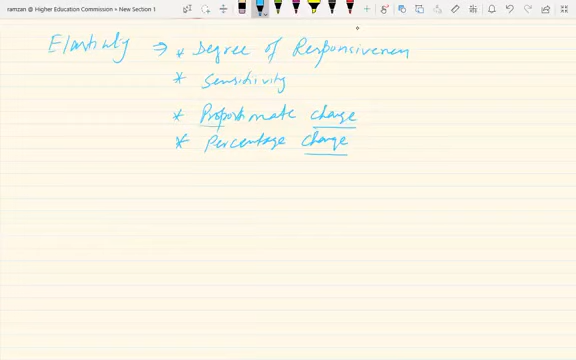 ramzan @ Higher Education Commission » New Section 1
Elasticity ⇒ * Degree of Responsiveness
* Sensitivity
* Proportionate change
* Percentage change